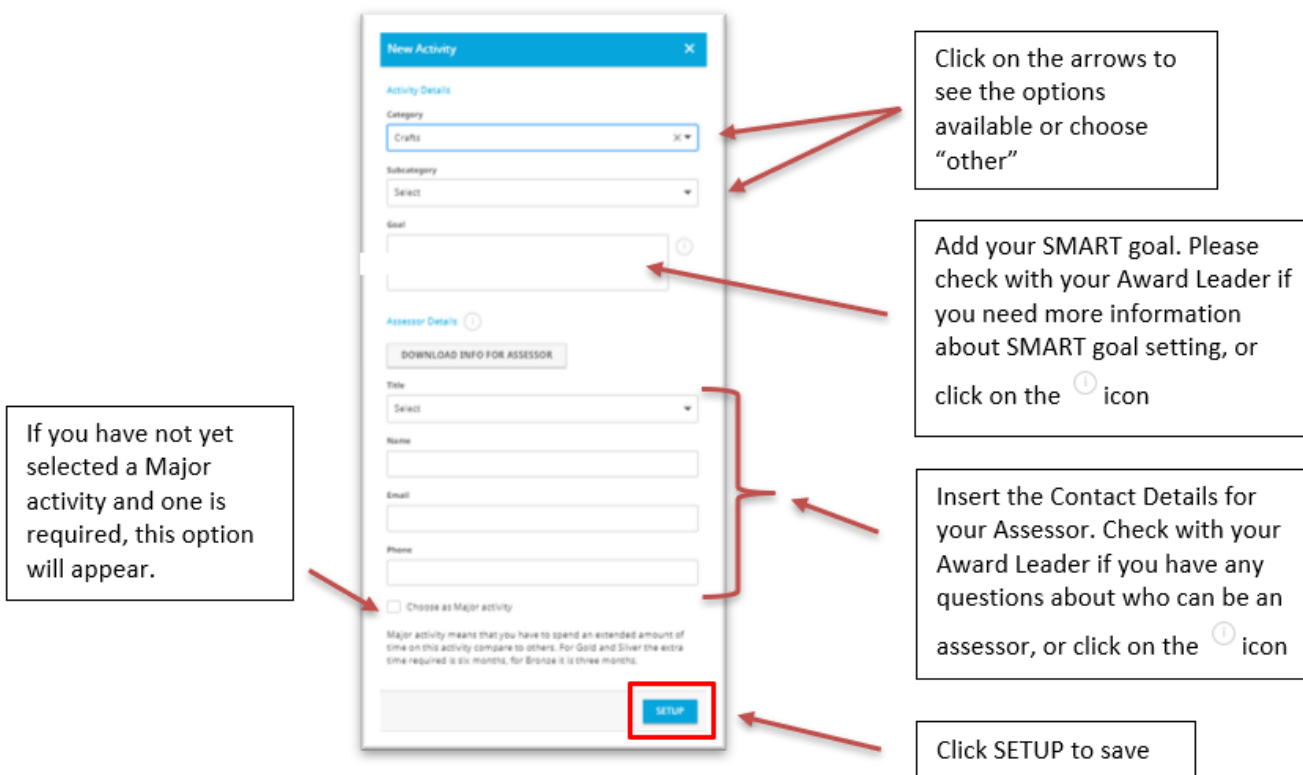 New Activity
Activity Details
Category
Crafts
Subcategory
Select
Goal
Assessor Details
DOWNLOAD INFO FOR ASSESSOR
Title
Select
Name
Email
Phone
Choose as Major activity
Major activity means that you have to spend an extended amount of
time on this activity compare to others. For Gold and Silver the extra
time required is six months, for Bronze it is three months.
SETUP
If you have not yet
selected a Major
activity and one is
required, this option
will appear.
Click on the arrows to
see the options
available or choose
“other”
Add your SMART goal. Please
check with your Award Leader if
you need more information
about SMART goal setting, or
click on the i icon
Insert the Contact Details for
your Assessor. Check with your
Award Leader if you have any
questions about who can be an
assessor, or click on the i icon
Click SETUP to save